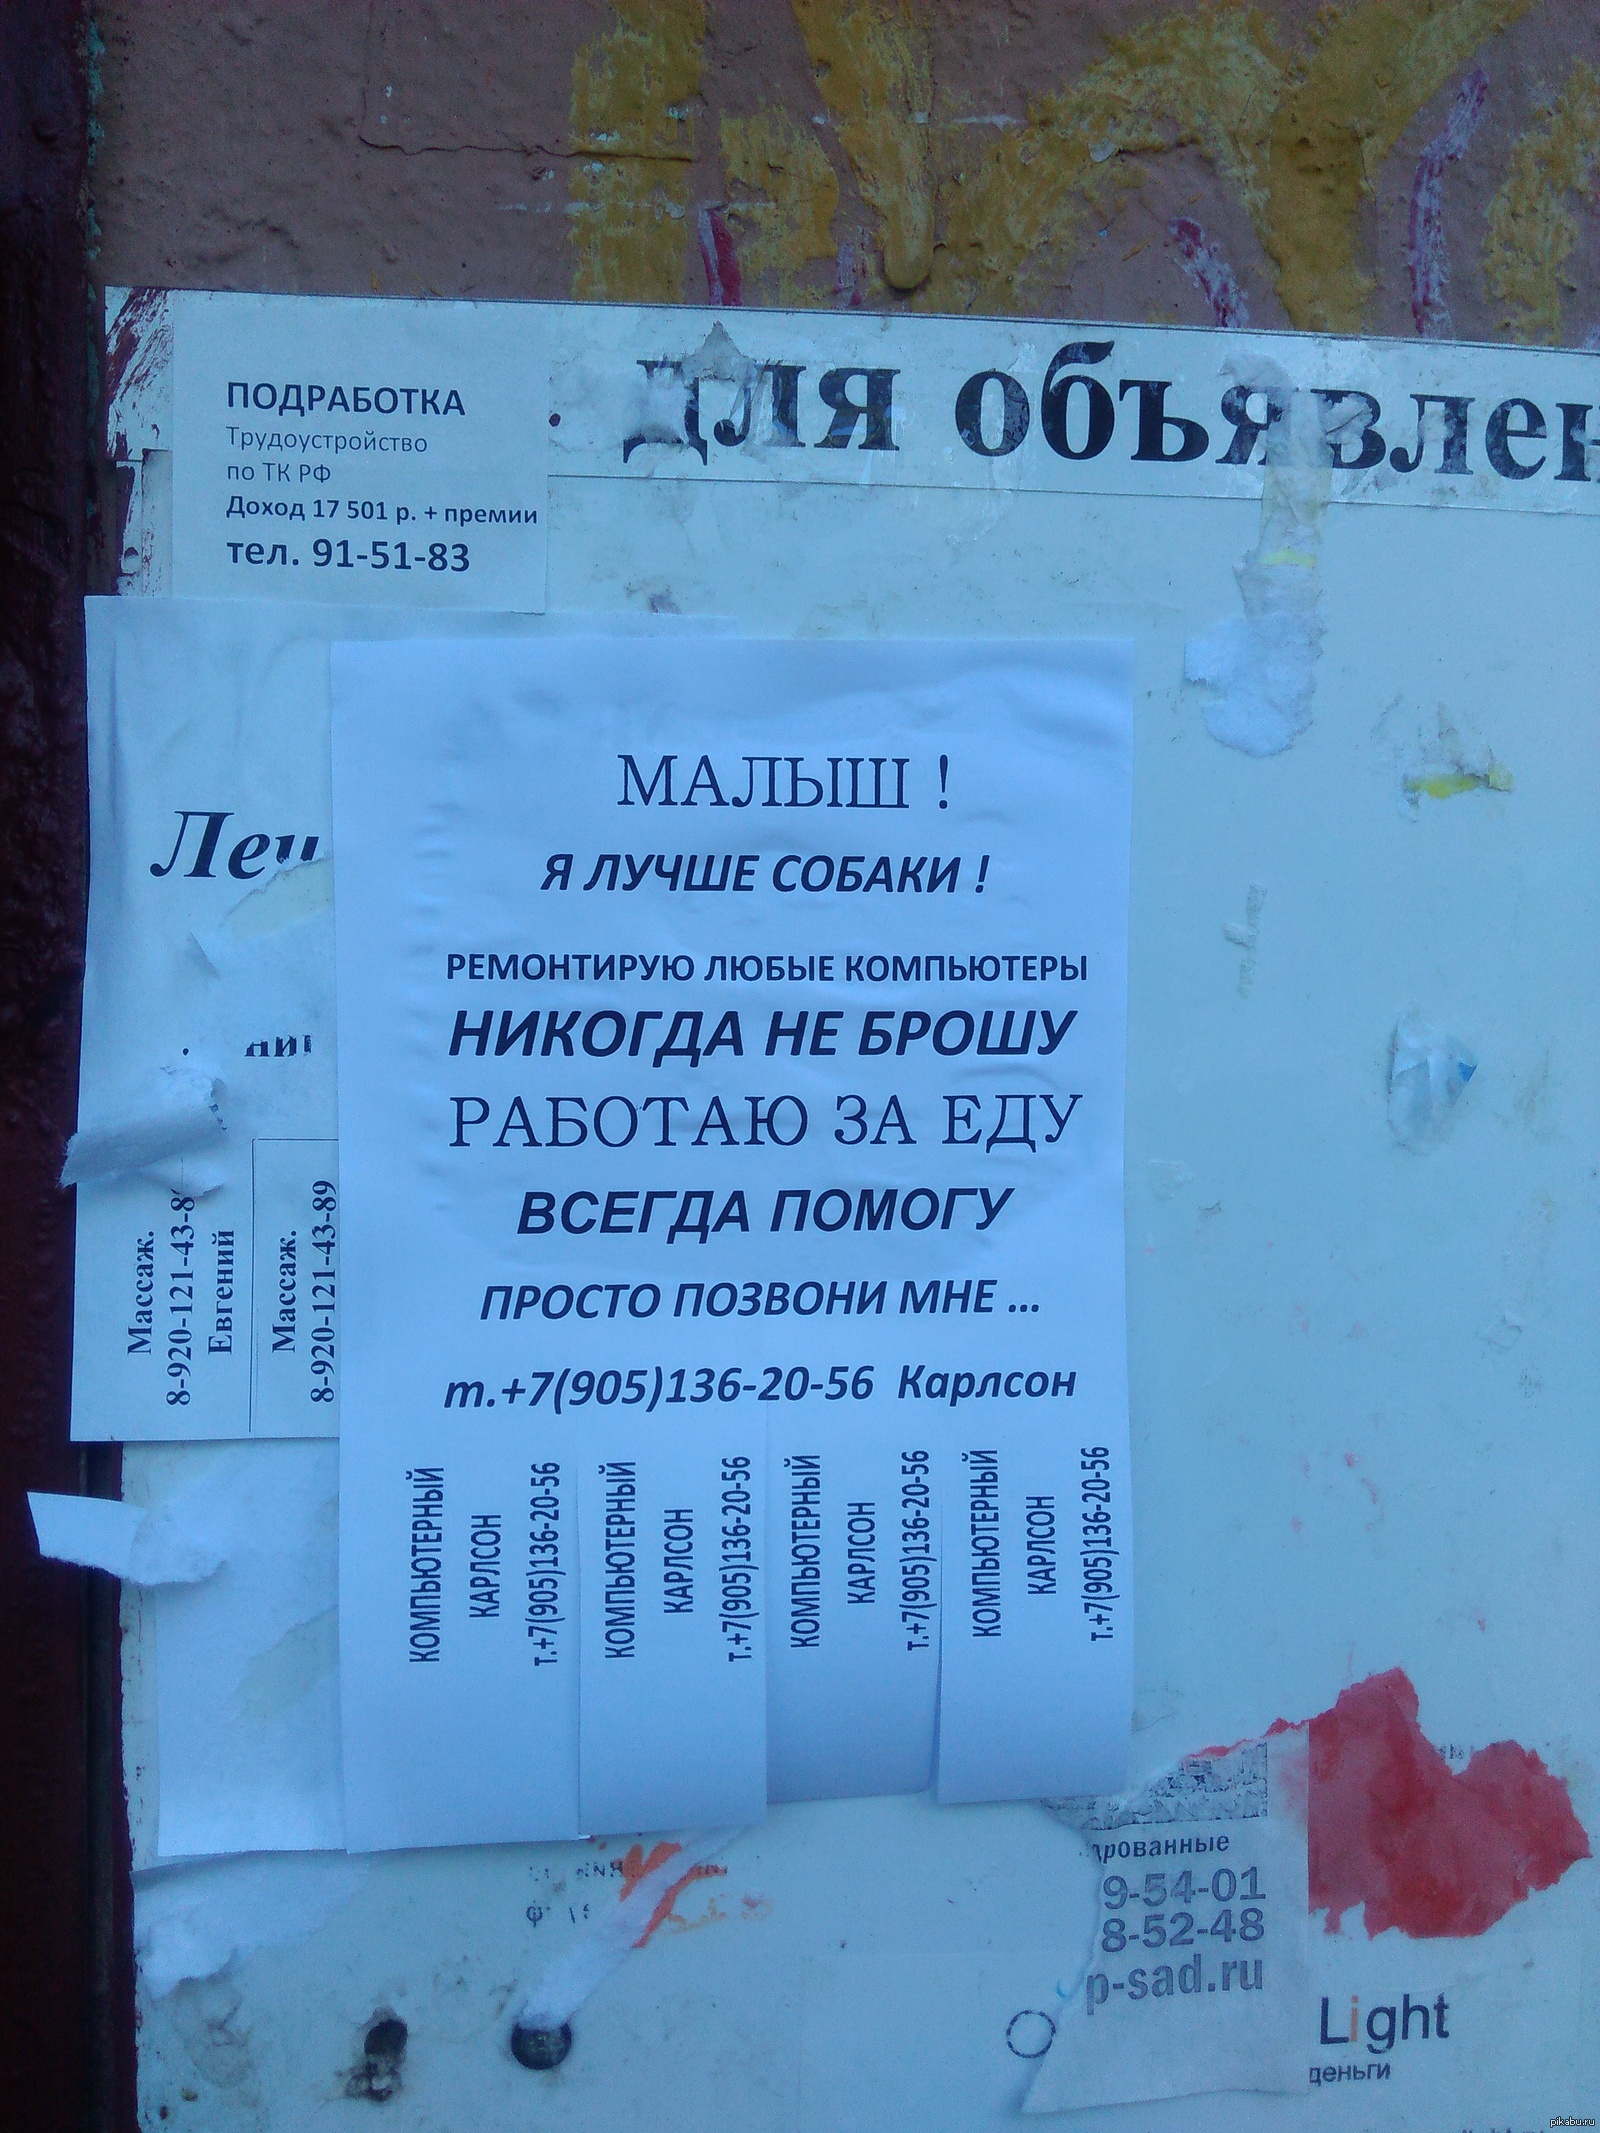 для объявлен
ПОДРАБОТКА
Трудоустройство
по ТК РФ
Доход 17 501 р. + премии
тел. 91-51-83
МАЛЫШ !
Я ЛУЧШЕ СОБАКИ !
РЕМОНТИРУЮ ЛЮБЫЕ КОМПЬЮТЕРЫ
НИКОГДА НЕ БРОШУ
РАБОТАЮ ЗА ЕДУ
ВСЕГДА ПОМОГУ
ПРОСТО ПОЗВОНИ МНЕ ...
т.+7(905)136-20-56 Карлсон
КОМПЬЮТЕРНЫЙ
КАРЛСОН
т.+7(905)136-20-56
КОМПЬЮТЕРНЫЙ
КАРЛСОН
т.+7(905)136-20-56
КОМПЬЮТЕРНЫЙ
КАРЛСОН
т.+7(905)136-20-56
КОМПЬЮТЕРНЫЙ
КАРЛСОН
т.+7(905)136-20-56
Массаж.
8-920-121-43-8
Евгений
Массаж.
8-920-121-43-89
рованные
9-54-01
8-52-48
p-sad.ru
Light
деньги
pikabu.ru